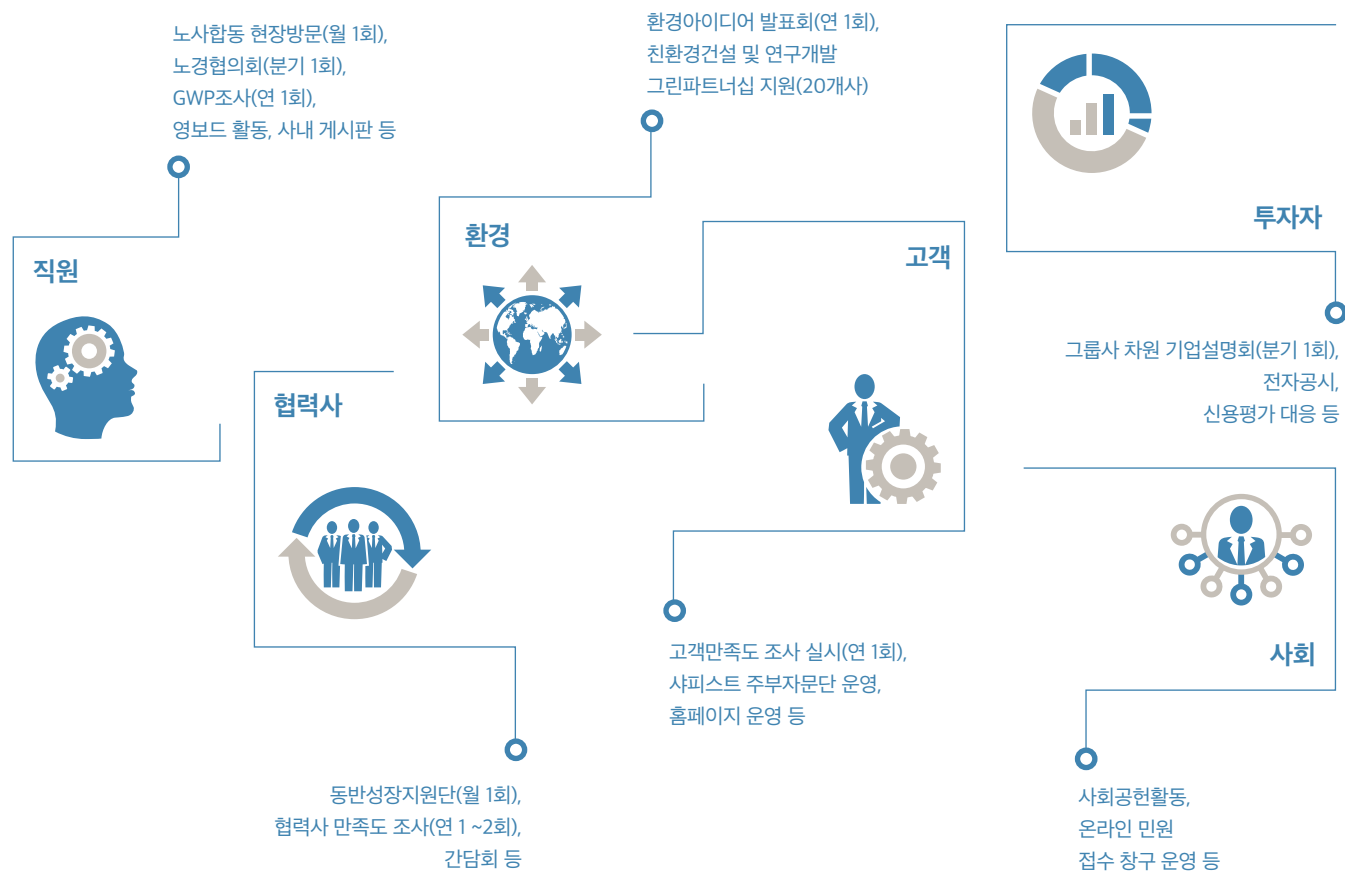 노사합동 현장방문(월 1회),
노경협의회(분기 1회),
GWP조사(연 1회),
영보드 활동, 사내 게시판 등
직원
협력사
동반성장지원단(월 1회),
협력사 만족도 조사(연 1 ~2회),
간담회 등
환경아이디어 발표회(연 1회),
친환경건설 및 연구개발
그린파트너십 지원(20개사)
환경
고객
고객만족도 조사 실시(연 1회),
샤피스트 주부자문단 운영,
홈페이지 운영 등
투자자
그룹사 차원 기업설명회(분기 1회),
전자공시,
신용평가 대응 등
사회
사회공헌활동,
온라인 민원
접수 창구 운영 등